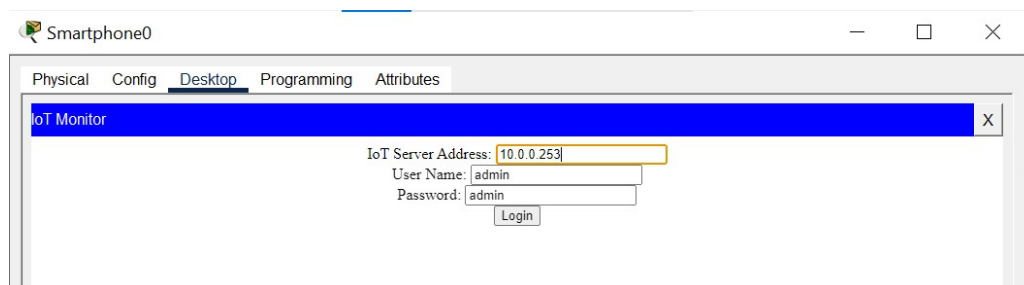 Smartphone0
Physical Config Desktop Programming Attributes
IoT Monitor X
IoT Server Address: 10.0.0.253
User Name: admin
Password: admin
Login